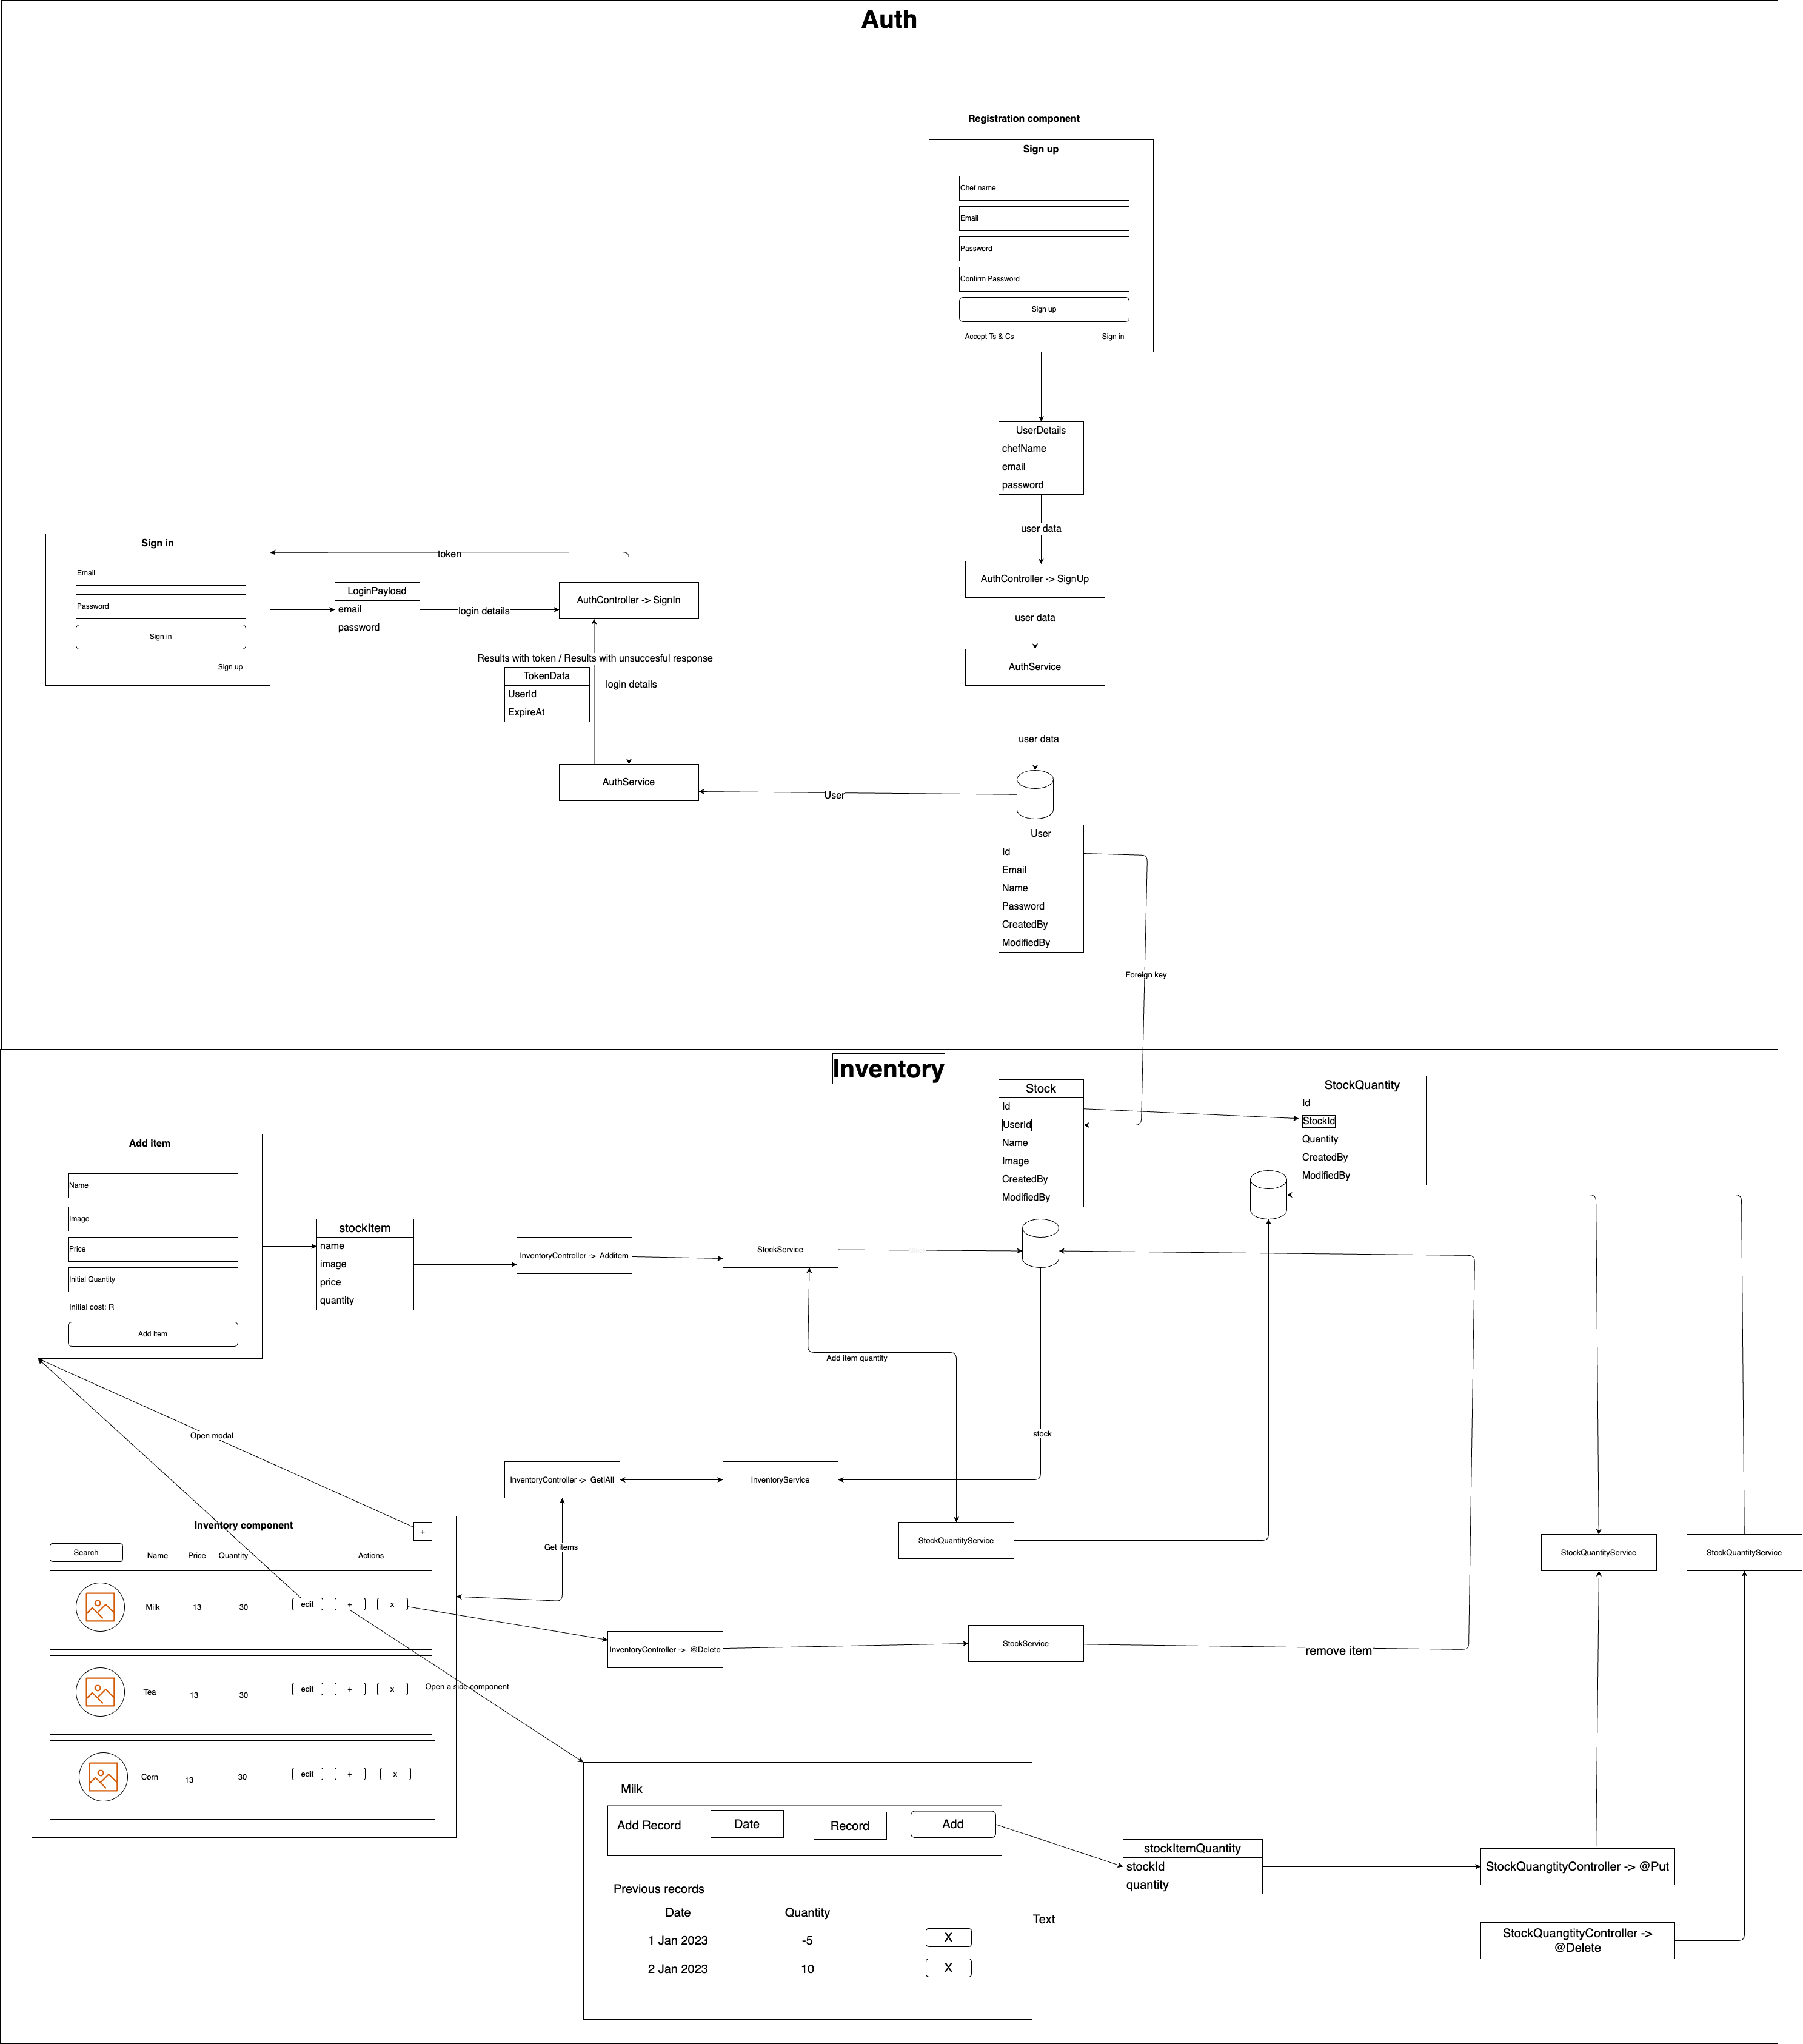 Auth
Registration component
Sign up
Chef name
Email
Password
Confirm Password
Sign up
Accept Ts & Cs
Sign in
UserDetails
chefName
email
password
user data
AuthController -> SignUp
user data
AuthService
user data
Sign in
Email
Password
Sign in
Sign up
token
LoginPayload
email
password
login details
AuthController -> SignIn
Results with token / Results with unsuccesful response
TokenData
UserId
ExpireAt
login details
AuthService
User
User
Id
Email
Name
Password
CreatedBy
ModifiedBy
Foreign key
Inventory
Stock
Id
UserId
Name
Image
CreatedBy
ModifiedBy
StockQuantity
Id
StockId
Quantity
CreatedBy
ModifiedBy
Add item
Name
Image
Price
Initial Quantity
Initial cost: R
Add Item
stockItem
name
image
price
quantity
InventoryController -> Additem
StockService
Add item quantity
Open modal
stock
InventoryController -> GetlAll
InventoryService
Get items
StockQuantityService
StockQuantityService
StockQuantityService
Inventory component
+
Search
Name
Price
Quantity
Actions
Milk
13
30
edit
+
x
Tea
13
30
edit
+
x
Corn
13
30
edit
+
x
InventoryController -> @Delete
StockService
remove item
Open a side component
Milk
Add Record
Date
Record
Add
Previous records
Date
Quantity
1 Jan 2023
-5
X
2 Jan 2023
10
X
Text
stockItemQuantity
stockId
quantity
StockQuangtityController -> @Put
StockQuangtityController ->
@Delete